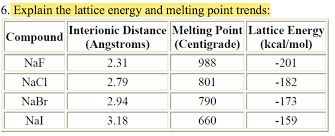 6. Explain the lattice energy and melting point trends:
Compound Interionic Distance (Angstroms) Melting Point (Centigrade) Lattice Energy (kcal/mol)
NaF 2.31 988 -201
NaCl 2.79 801 -182
NaBr 2.94 790 -173
NaI 3.18 660 -159